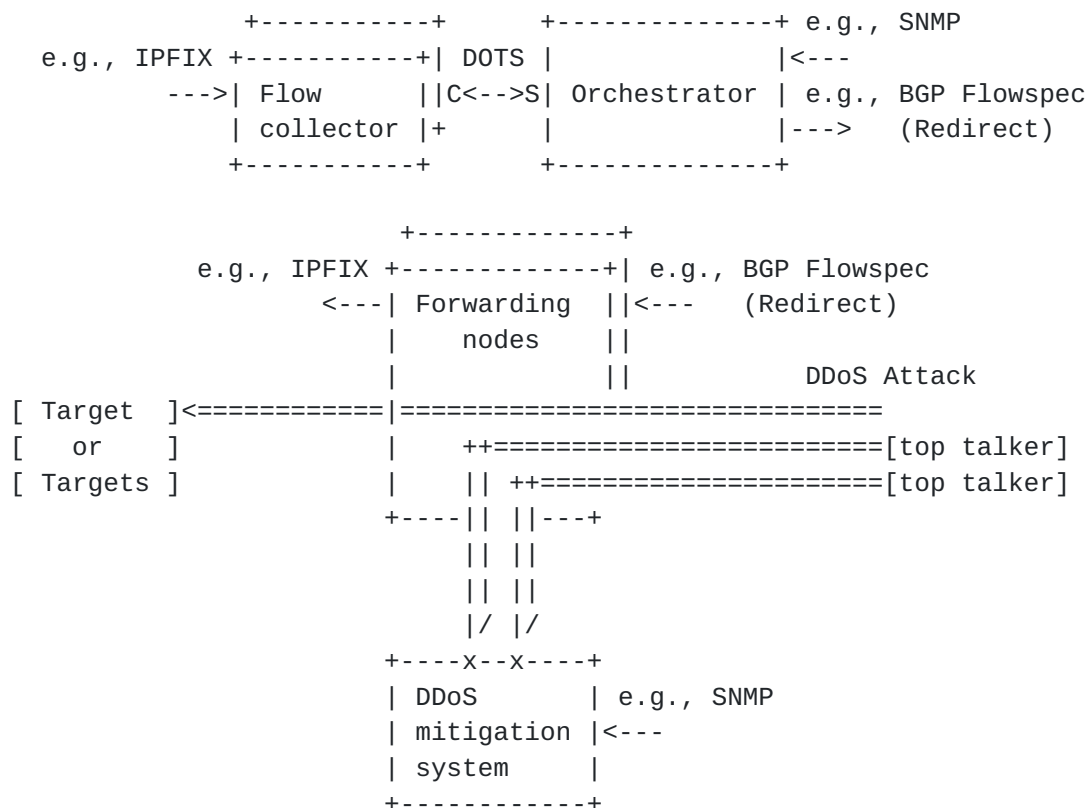 +-----------+       +--------------+ e.g., SNMP
  e.g., IPFIX +-----------+| DOTS |              |<---
          --->| Flow      ||C<-->S| Orchestrator | e.g., BGP Flowspec
              | collector |+      |              |--->   (Redirect)
              +-----------+       +--------------+

                         +-------------+
            e.g., IPFIX +-------------+| e.g., BGP Flowspec
                    <---| Forwarding  ||<---   (Redirect)
                        |    nodes    ||
                        |             ||           DDoS Attack
[ Target  ]<============|===============================
[   or    ]             |    ++=========================[top talker]
[ Targets ]             |    || ++======================[top talker]
                        +----|| ||---+
                             || ||
                             || ||
                             |/ |/
                        +----x--x----+
                        | DDoS       | e.g., SNMP
                        | mitigation |<---
                        | system     |
                        +------------+